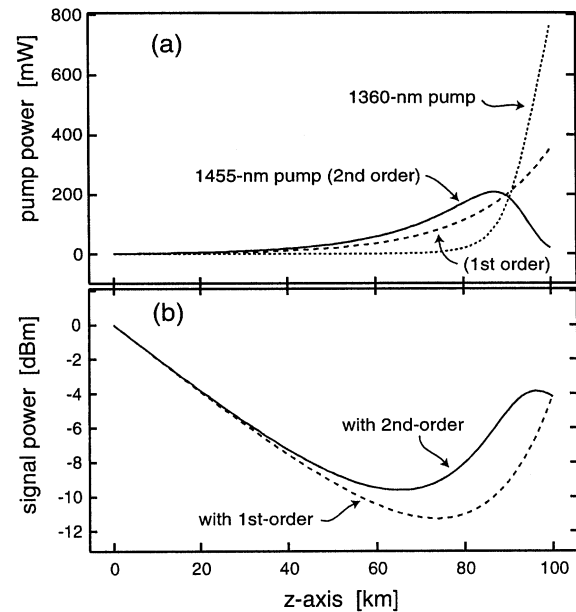 (a)
800
600
400
200
0
pump power [mW]
1360-nm pump
1455-nm pump (2nd order)
(1st order)
(b)
0
-2
-4
-6
-8
-10
-12
signal power [dBm]
with 2nd-order
with 1st-order
0 20 40 60 80 100
z-axis [km]